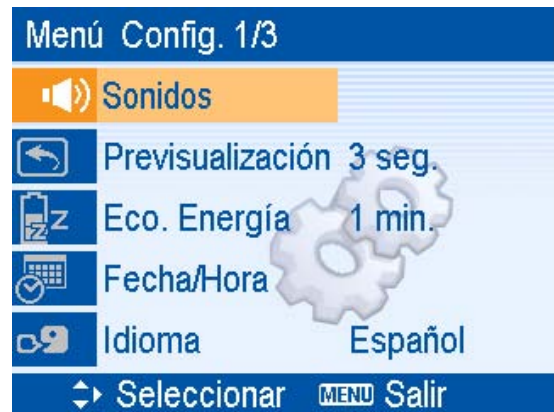 Menú Config. 1/3
Sonidos
Previsualización 3 seg.
Eco. Energía 1 min.
Fecha/Hora
Idioma Español
Seleccionar MENU Salir